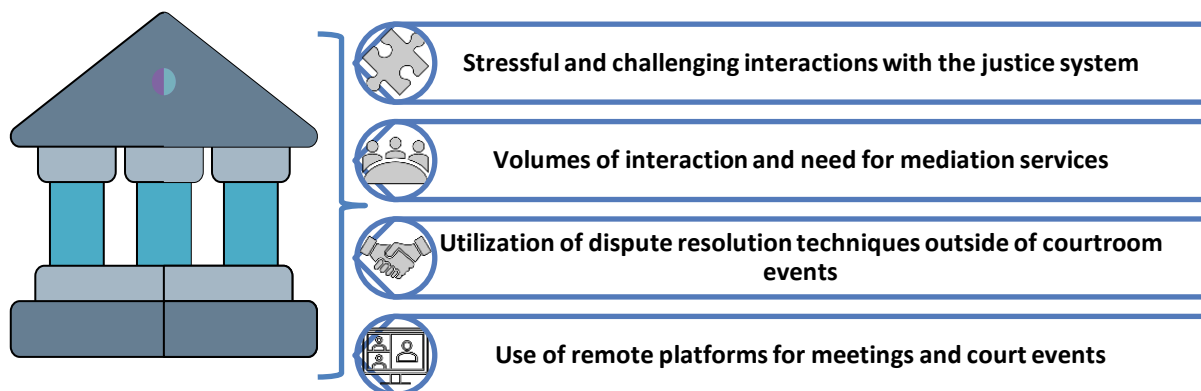 Stressful and challenging interactions with the justice system
Volumes of interaction and need for mediation services
Utilization of dispute resolution techniques outside of courtroom
events
Use of remote platforms for meetings and court events